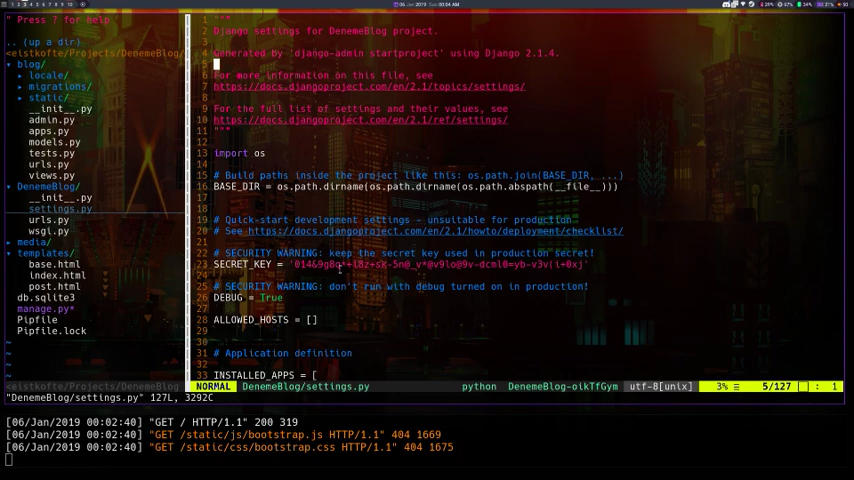 06 Jan 2019 Sun, 00:04 AM
" Press ? for help
.. (up a dir)
<eistkofte/Projects/DenemeBlog/
▾ blog/
▸ locale/
▸ migrations/
▸ static/
__init__.py
admin.py
apps.py
models.py
tests.py
urls.py
views.py
▾ DenemeBlog/
__init__.py
settings.py
urls.py
wsgi.py
▸ media/
▾ templates/
base.html
index.html
post.html
db.sqlite3
manage.py*
Pipfile
Pipfile.lock
~
~
~
~
<eistkofte/Projects/DenemeBlog
1 """
2 Django settings for DenemeBlog project.
3
4 Generated by 'django-admin startproject' using Django 2.1.4.
5
6 For more information on this file, see
7 https://docs.djangoproject.com/en/2.1/topics/settings/
8
9 For the full list of settings and their values, see
10 https://docs.djangoproject.com/en/2.1/ref/settings/
11 """
12
13 import os
14
15 # Build paths inside the project like this: os.path.join(BASE_DIR, ...)
16 BASE_DIR = os.path.dirname(os.path.dirname(os.path.abspath(__file__)))
17
18
19 # Quick-start development settings - unsuitable for production
20 # See https://docs.djangoproject.com/en/2.1/howto/deployment/checklist/
21
22 # SECURITY WARNING: keep the secret key used in production secret!
23 SECRET_KEY =
24
25 # SECURITY WARNING: don't run with debug turned on in production!
26 DEBUG = True
27
28 ALLOWED_HOSTS = []
29
30
31 # Application definition
32
33 INSTALLED_APPS = [
NORMAL DenemeBlog/settings.py python DenemeBlog-oikTfGym utf-8[unix] 3% ≡ 5/127 : 1
"DenemeBlog/settings.py" 127L, 3292C
[06/Jan/2019 00:02:40] "GET / HTTP/1.1" 200 319
[06/Jan/2019 00:02:40] "GET /static/js/bootstrap.js HTTP/1.1" 404 1669
[06/Jan/2019 00:02:40] "GET /static/css/bootstrap.css HTTP/1.1" 404 1675